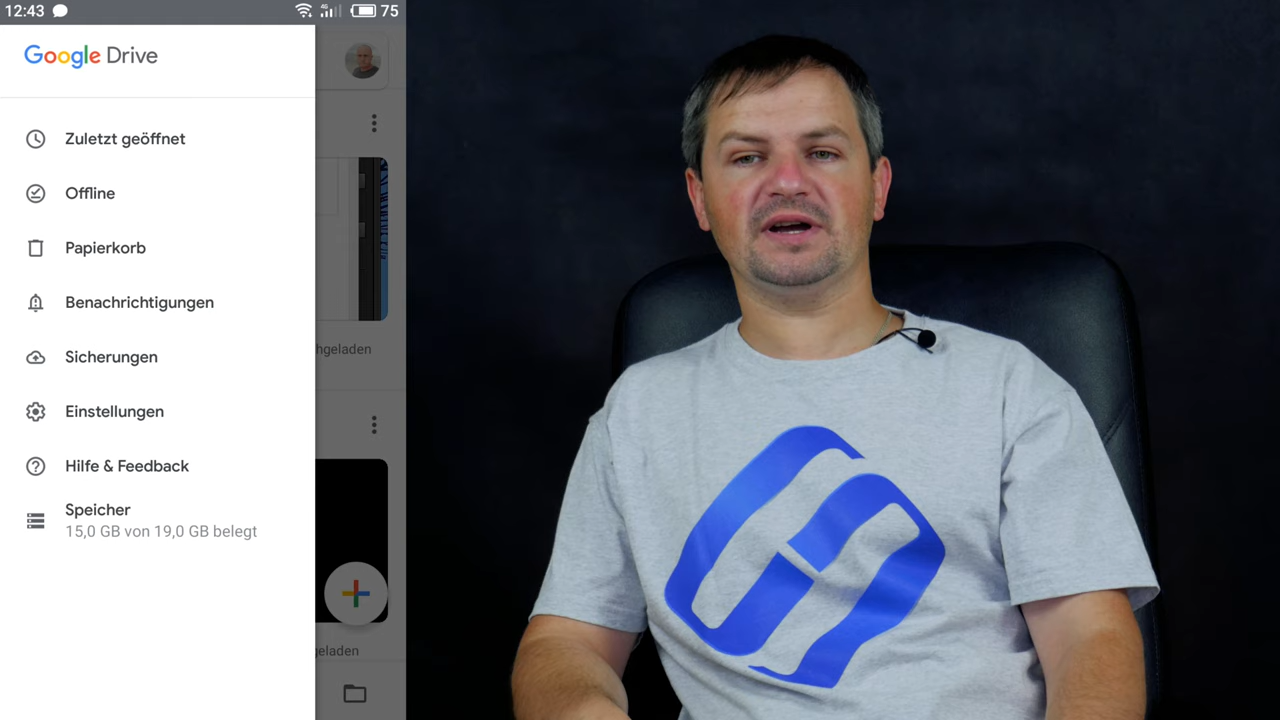 12:43
4G
75
Google Drive
Zuletzt geöffnet
Offline
Papierkorb
Benachrichtigungen
hgeladen
Sicherungen
Einstellungen
Hilfe & Feedback
Speicher
15,0 GB von 19,0 GB belegt
geladen